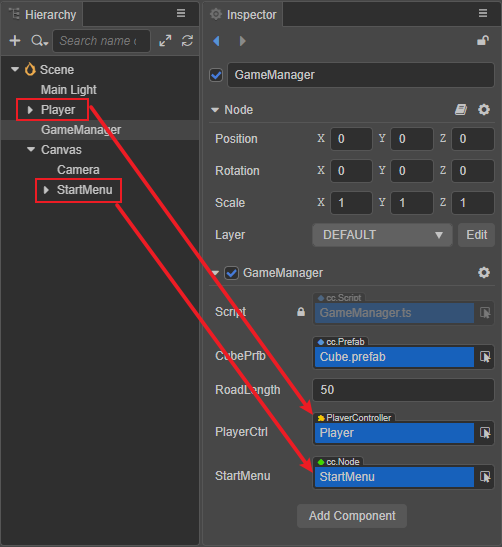 Hierarchy
Search name o
Scene
Main Light
Player
GameManager
Canvas
Camera
StartMenu
Inspector
GameManager
Node
Position X 0 Y 0 Z 0
Rotation X 0 Y 0 Z 0
Scale X 1 Y 1 Z 1
Layer DEFAULT Edit
GameManager
cc.Script
Script GameManager.ts
cc.Prefab
CubePrfb Cube.prefab
RoadLength 50
PlayerController
PlayerCtrl Player
cc.Node
StartMenu StartMenu
Add Component